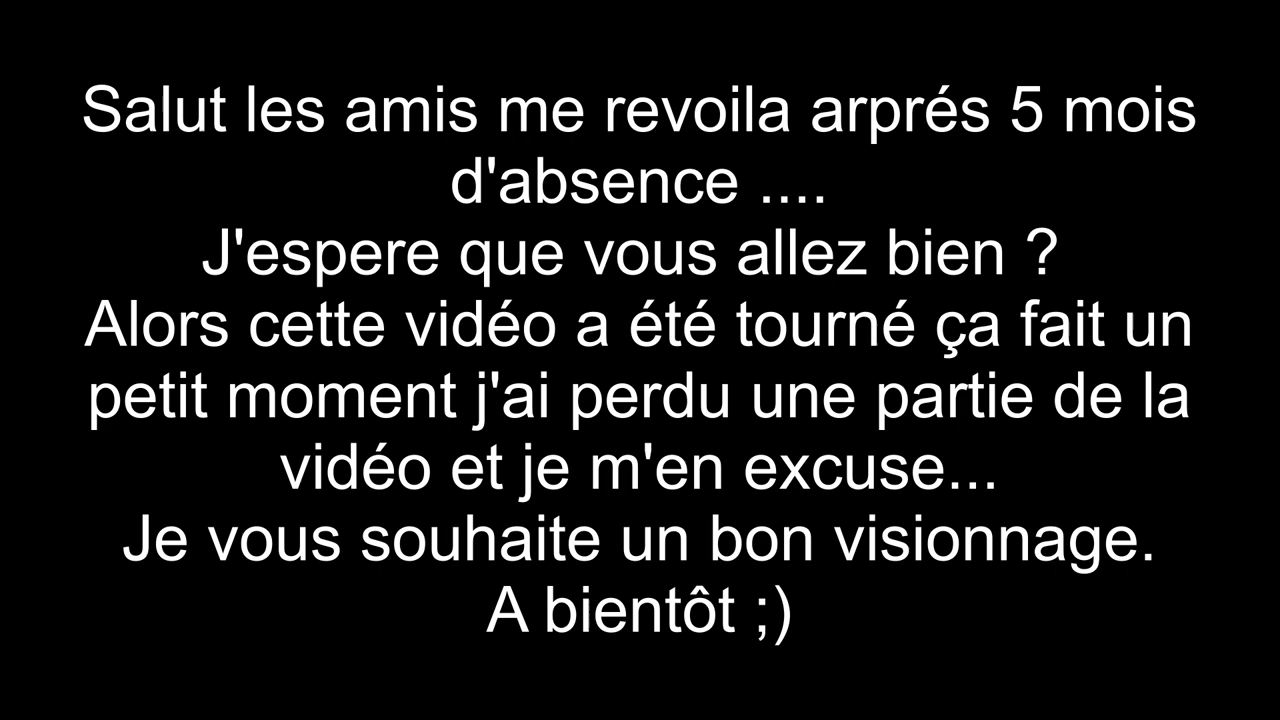 Salut les amis me revoila arprés 5 mois
d'absence ....
J'espere que vous allez bien ?
Alors cette vidéo a été tourné ça fait un
petit moment j'ai perdu une partie de la
vidéo et je m'en excuse...
Je vous souhaite un bon visionnage.
A bientôt ;)